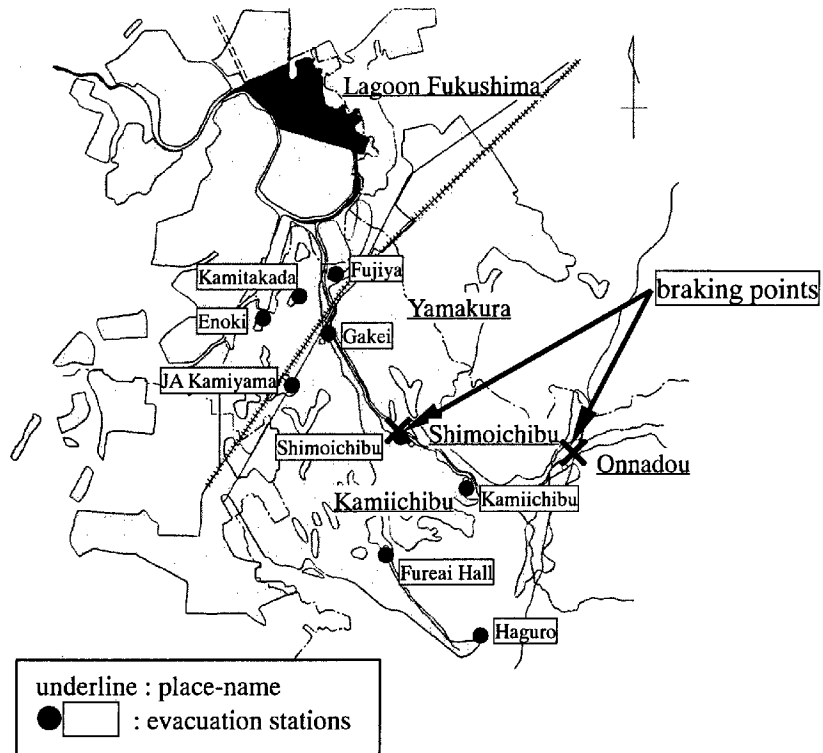 Lagoon Fukushima
Fujiya
Kamitakada
Yamakura
braking points
Enoki
Gakei
JA Kamiyama
Shimoichibu
Shimoichibu
Onnadou
Kamiichibu
Kamiichibu
Fureai Hall
Haguro
underline : place-name
: evacuation stations